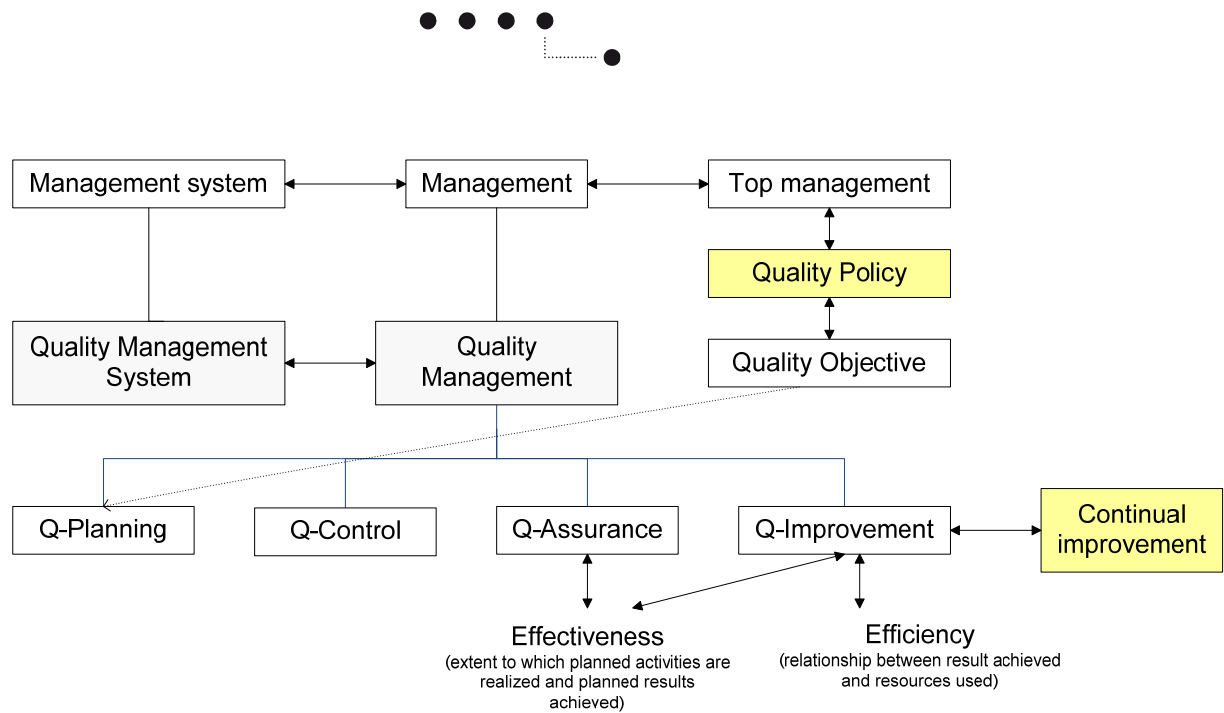 Management system
Management
Top management
Quality Policy
Quality Management
System
Quality
Management
Quality Objective
Q-Planning
Q-Control
Q-Assurance
Q-Improvement
Continual
improvement
Effectiveness
(extent to which planned activities are
realized and planned results
achieved)
Efficiency
(relationship between result achieved
and resources used)